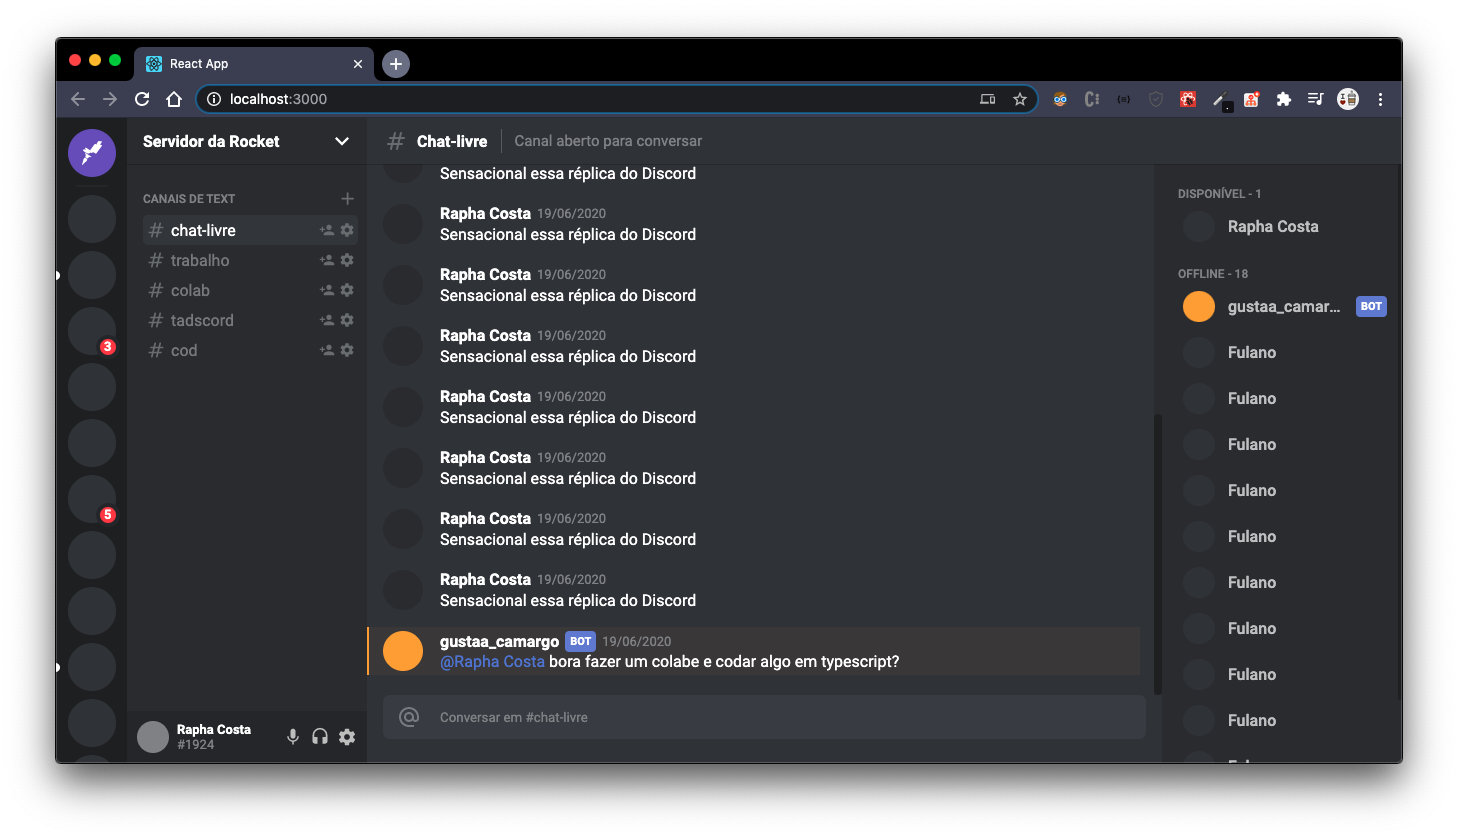 React App
localhost:3000
Servidor da Rocket
Chat-livre
Canal aberto para conversar
3
5
CANAIS DE TEXT
chat-livre
trabalho
colab
tadscord
cod
Rapha Costa
#1924
Sensacional essa réplica do Discord
Rapha Costa 19/06/2020
Sensacional essa réplica do Discord
Rapha Costa 19/06/2020
Sensacional essa réplica do Discord
Rapha Costa 19/06/2020
Sensacional essa réplica do Discord
Rapha Costa 19/06/2020
Sensacional essa réplica do Discord
Rapha Costa 19/06/2020
Sensacional essa réplica do Discord
Rapha Costa 19/06/2020
Sensacional essa réplica do Discord
Rapha Costa 19/06/2020
Sensacional essa réplica do Discord
gustaa_camargo BOT 19/06/2020
@Rapha Costa bora fazer um colabe e codar algo em typescript?
Conversar em #chat-livre
DISPONÍVEL - 1
Rapha Costa
OFFLINE - 18
gustaa_camar... BOT
Fulano
Fulano
Fulano
Fulano
Fulano
Fulano
Fulano
Fulano
Fulano